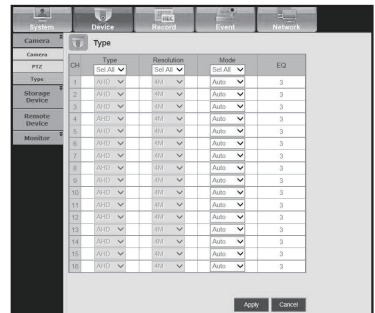 System Device Record Event Network
REC
Camera
Camera
PTZ
Type
Storage Device
Remote Device
Monitor
Type
CH Type Resolution Mode EQ
Sel All Sel All Sel All
1 AHD 4M Auto 3
2 AHD 4M Auto 3
3 AHD 4M Auto 3
4 AHD 4M Auto 3
5 AHD 4M Auto 3
6 AHD 4M Auto 3
7 AHD 4M Auto 3
8 AHD 4M Auto 3
9 AHD 4M Auto 3
10 AHD 4M Auto 3
11 AHD 4M Auto 3
12 AHD 4M Auto 3
13 AHD 4M Auto 3
14 AHD 4M Auto 3
15 AHD 4M Auto 3
16 AHD 4M Auto 3
Apply Cancel